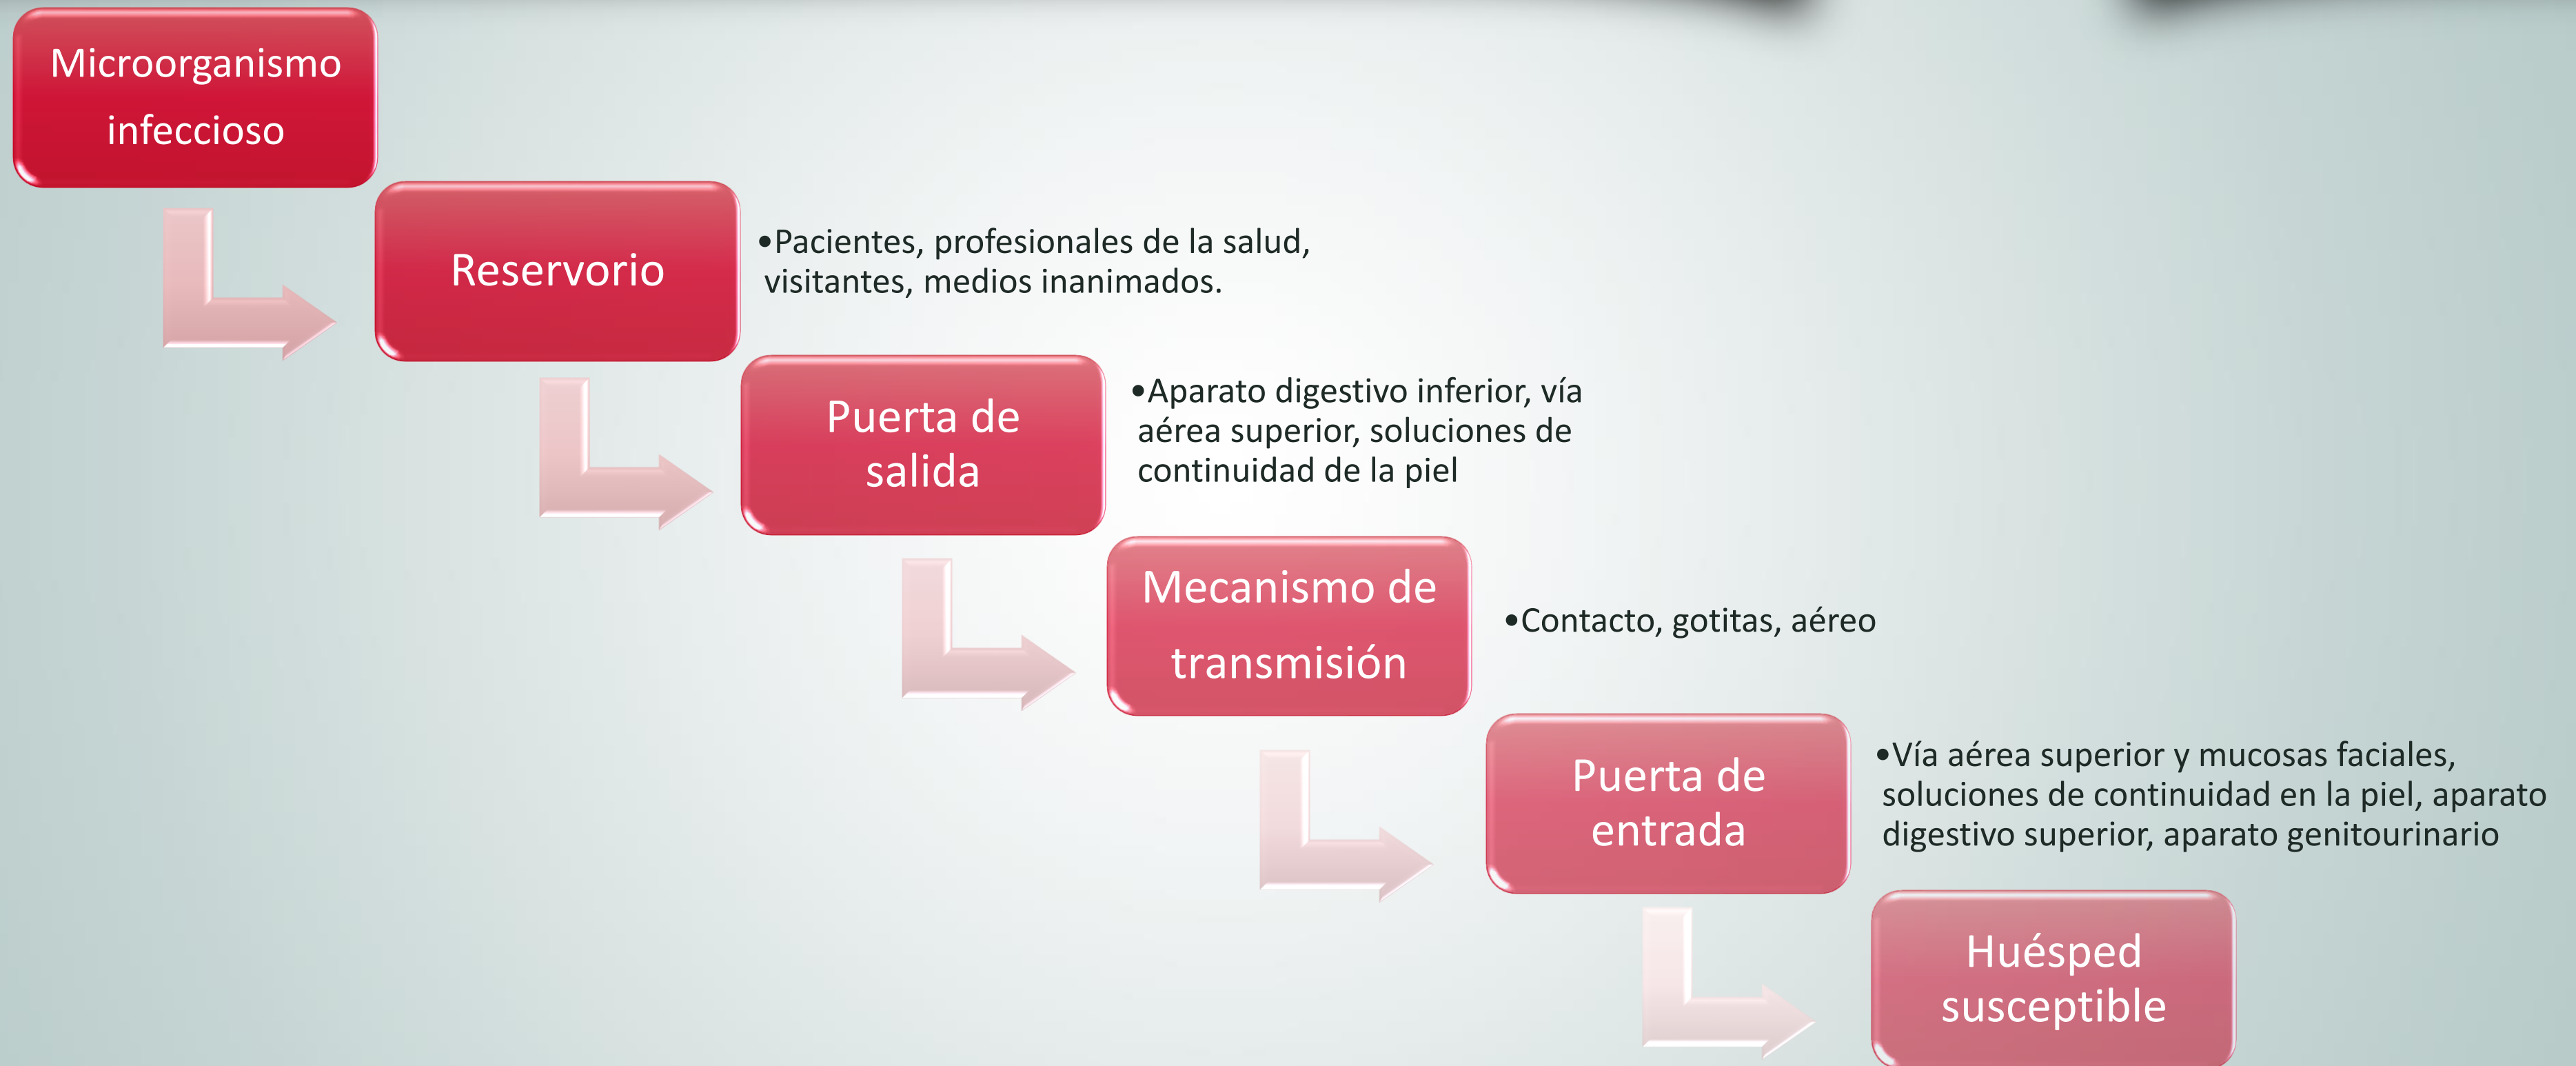 Microorganismo
infeccioso
Reservorio
•Pacientes, profesionales de la salud,
visitantes, medios inanimados.
Puerta de
salida
•Aparato digestivo inferior, vía
aérea superior, soluciones de
continuidad de la piel
Mecanismo de
transmisión
•Contacto, gotitas, aéreo
Puerta de
entrada
•Vía aérea superior y mucosas faciales,
soluciones de continuidad en la piel, aparato
digestivo superior, aparato genitourinario
Huésped
susceptible